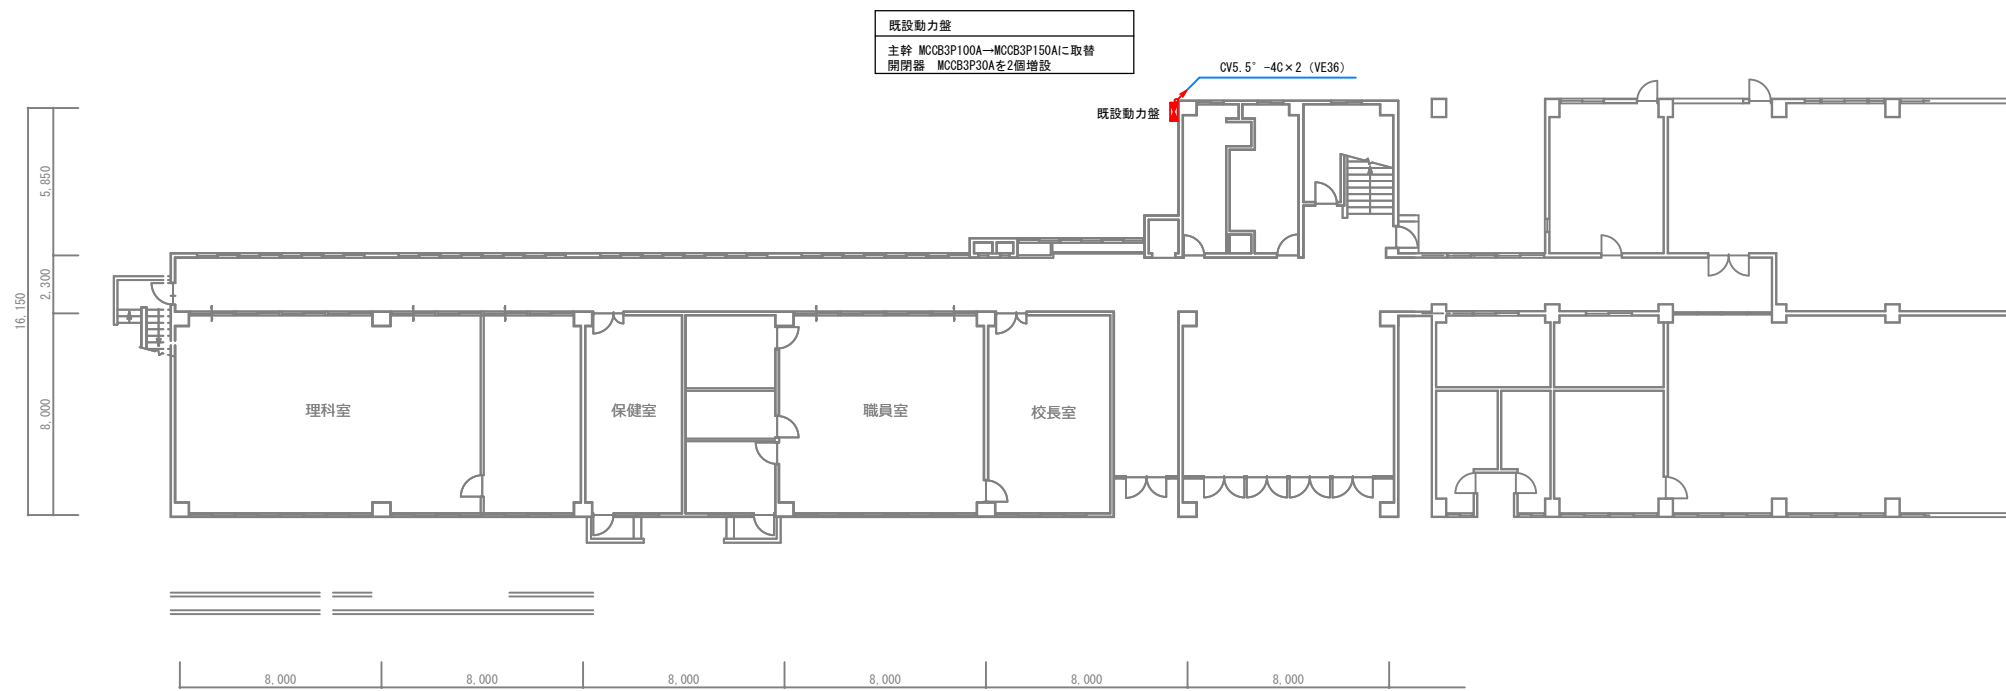 既設動力盤
主幹 MCCB3P100A→MCCB3P150Aに取替
開閉器 MCCB3P30Aを2個増設
CV5.5°-4C×2 (VE36)
既設動力盤
5,850
2,300
16,150
8,000
理科室
保健室
職員室
校長室
8,000
8,000
8,000
8,000
8,000
8,000